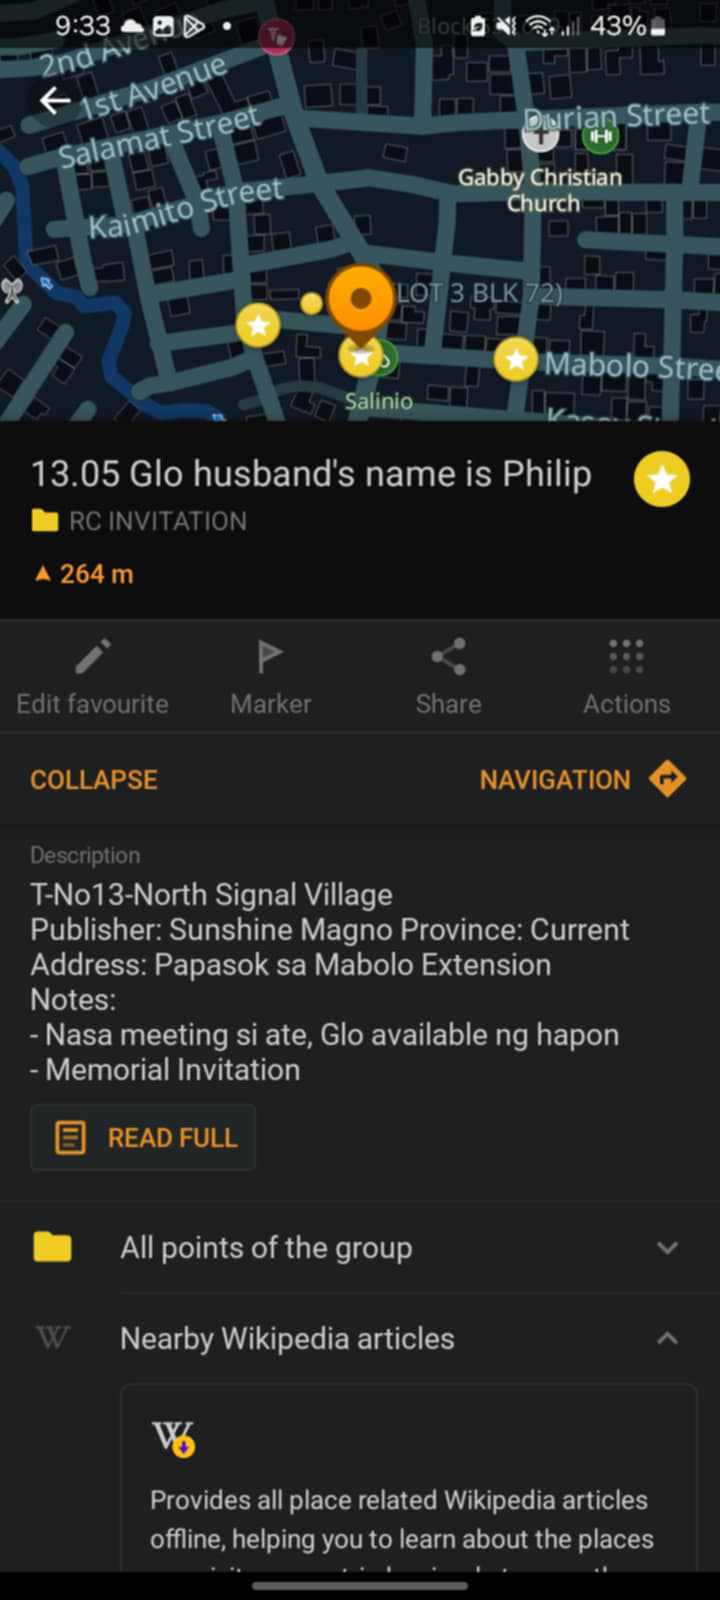 9:33
43%
2nd Avenue
1st Avenue
Salamat Street
Durian Street
Kaimito Street
Gabby Christian
Church
(LOT 3 BLK 72)
Mabolo Stree
Salinio
13.05 Glo husband's name is Philip
RC INVITATION
264 m
Edit favourite
Marker
Share
Actions
COLLAPSE
NAVIGATION
Description
T-No13-North Signal Village
Publisher: Sunshine Magno Province: Current
Address: Papasok sa Mabolo Extension
Notes:
- Nasa meeting si ate, Glo available ng hapon
- Memorial Invitation
READ FULL
All points of the group
W
Nearby Wikipedia articles
W
Provides all place related Wikipedia articles
offline, helping you to learn about the places